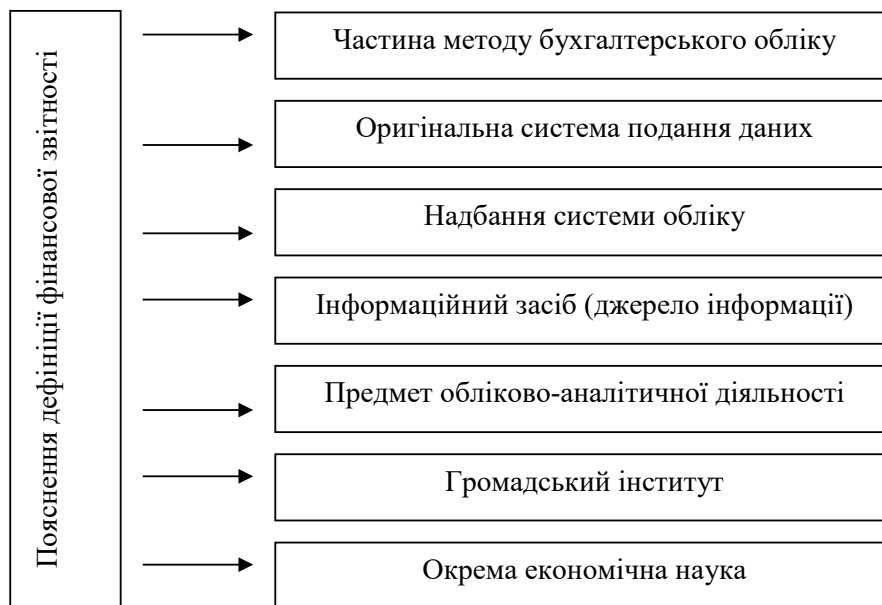 Пояснення дефініції фінансової звітності
Частина методу бухгалтерського обліку
Оригінальна система подання даних
Надбання системи обліку
Інформаційний засіб (джерело інформації)
Предмет обліково-аналітичної діяльності
Громадський інститут
Окрема економічна наука